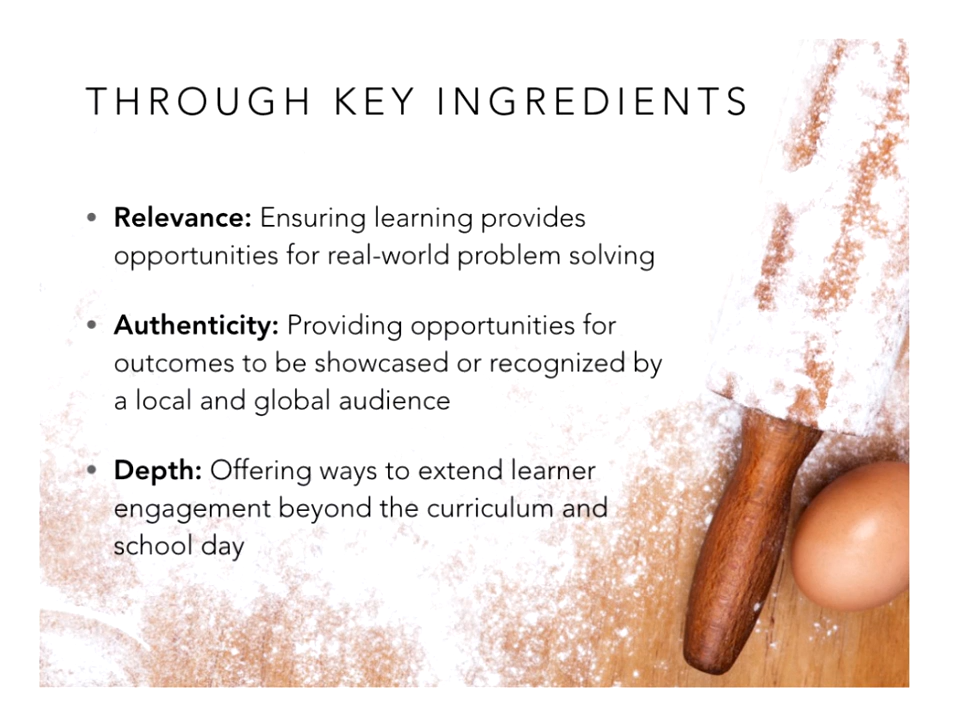 THROUGH KEY INGREDIENTS
• Relevance: Ensuring learning provides
opportunities for real-world problem solving
• Authenticity: Providing opportunities for
outcomes to be showcased or recognized by
a local and global audience
• Depth: Offering ways to extend learner
engagement beyond the curriculum and
school day